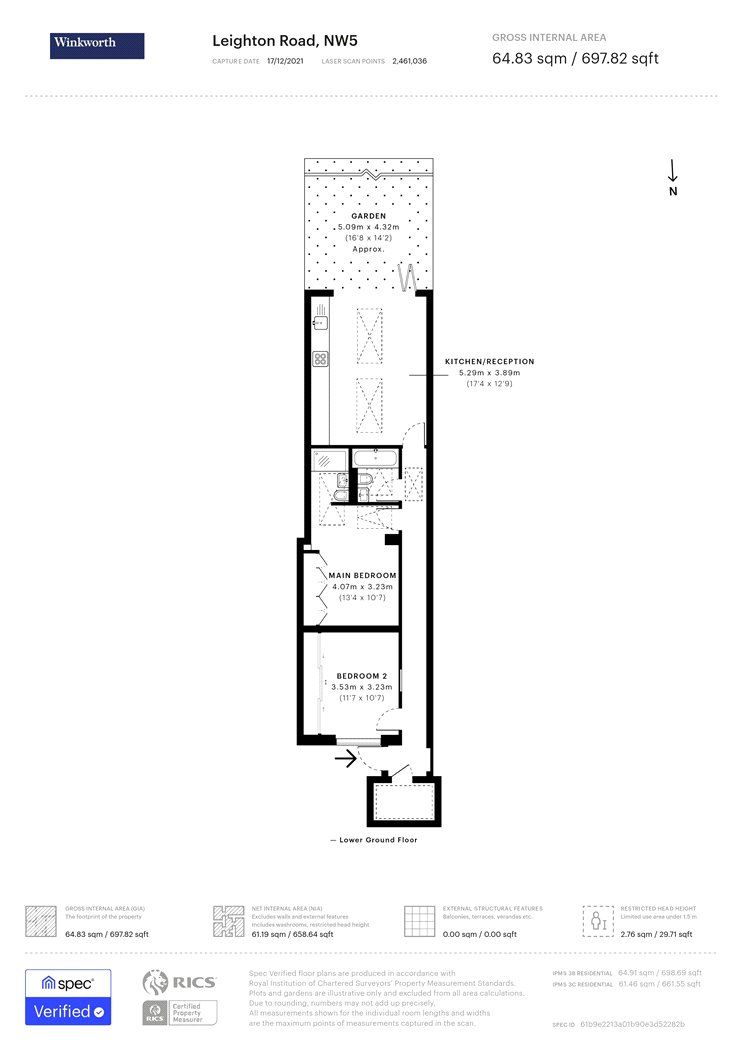 Winkworth
Leighton Road, NW5
CAPTURE DATE 17/12/2021 LASER SCAN POINTS 2,461,036
GROSS INTERNAL AREA
64.83 sqm / 697.82 sqft
N
GARDEN
5.09m x 4.32m
(16'8 x 14'2)
Approx.
KITCHEN/RECEPTION
5.29m x 3.89m
(17'4 x 12'9)
MAIN BEDROOM
4.07m x 3.23m
(13'4 x 10'7)
BEDROOM 2
3.53m x 3.23m
(11'7 x 10'7)
— Lower Ground Floor
GROSS INTERNAL AREA (GIA)
The footprint of the property
64.83 sqm / 697.82 sqft
NET INTERNAL AREA (NIA)
Excludes walls and external features
Includes washrooms, restricted head height
61.19 sqm / 658.64 sqft
EXTERNAL STRUCTURAL FEATURES
Balconies, terraces, verandas etc.
0.00 sqm / 0.00 sqft
RESTRICTED HEAD HEIGHT
Limited use area under 1.5 m
2.76 sqm / 29.71 sqft
spec
Verified
RICS
RICS
Certified
Property
Measurer
Spec Verified floor plans are produced in accordance with
Royal Institution of Chartered Surveyors' Property Measurement Standards.
Plots and gardens are illustrative only and excluded from all area calculations.
Due to rounding, numbers may not add up precisely.
All measurements shown for the individual room lengths and widths
are the maximum points of measurements captured in the scan.
IPMS 3B RESIDENTIAL 64.91 sqm / 698.69 sqft
IPMS 3C RESIDENTIAL 61.46 sqm / 661.55 sqft
SPEC ID 61b9e2213a01b90e3d52282b